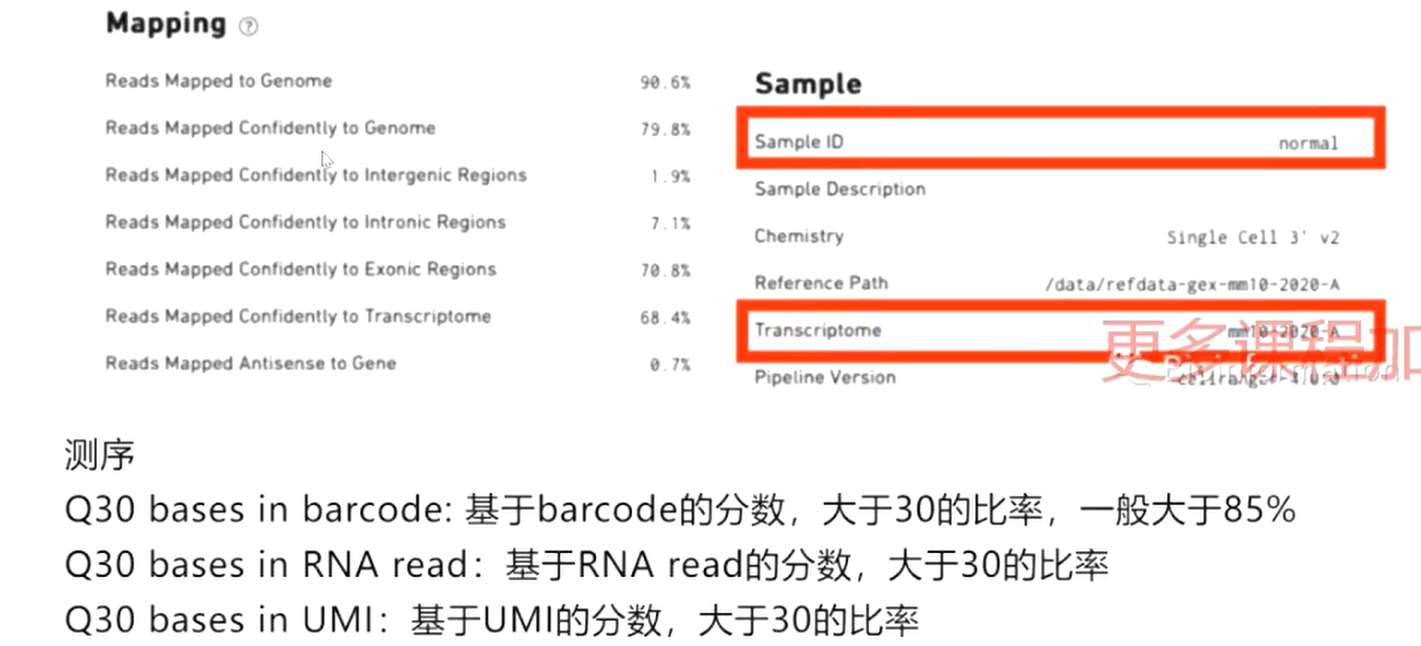 Mapping ?
Reads Mapped to Genome 90.6%
Reads Mapped Confidently to Genome 79.8%
Reads Mapped Confidently to Intergenic Regions 1.9%
Reads Mapped Confidently to Intronic Regions 7.1%
Reads Mapped Confidently to Exonic Regions 70.8%
Reads Mapped Confidently to Transcriptome 68.4%
Reads Mapped Antisense to Gene 0.7%
Sample
Sample ID normal
Sample Description
Chemistry Single Cell 3' v2
Reference Path /data/refdata-gex-mm10-2020-A
Transcriptome mm10-2020-A
Pipeline Version cellranger-4.0.0
更多课程加
测序
Q30 bases in barcode: 基于barcode的分数，大于30的比率，一般大于85%
Q30 bases in RNA read：基于RNA read的分数，大于30的比率
Q30 bases in UMI：基于UMI的分数，大于30的比率